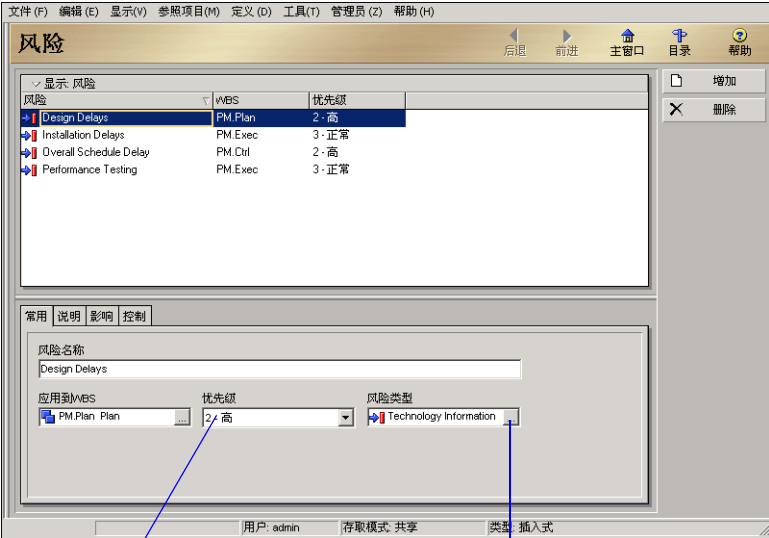 文件 (F) 编辑 (E) 显示(V) 参照项目(M) 定义 (D) 工具(T) 管理员 (Z) 帮助 (H)
风险
后退 前进 主窗口 目录 帮助
显示: 风险
风险 WBS 优先级
Design Delays PM.Plan 2 - 高
Installation Delays PM.Exec 3 - 正常
Overall Schedule Delay PM.Ctrl 2 - 高
Performance Testing PM.Exec 3 - 正常
增加
删除
常用 说明 影响 控制
风险名称
Design Delays
应用到WBS 优先级 风险类型
PM.Plan Plan ... 2 - 高 Technology Information ...
用户: admin 存取模式: 共享 类型: 插入式